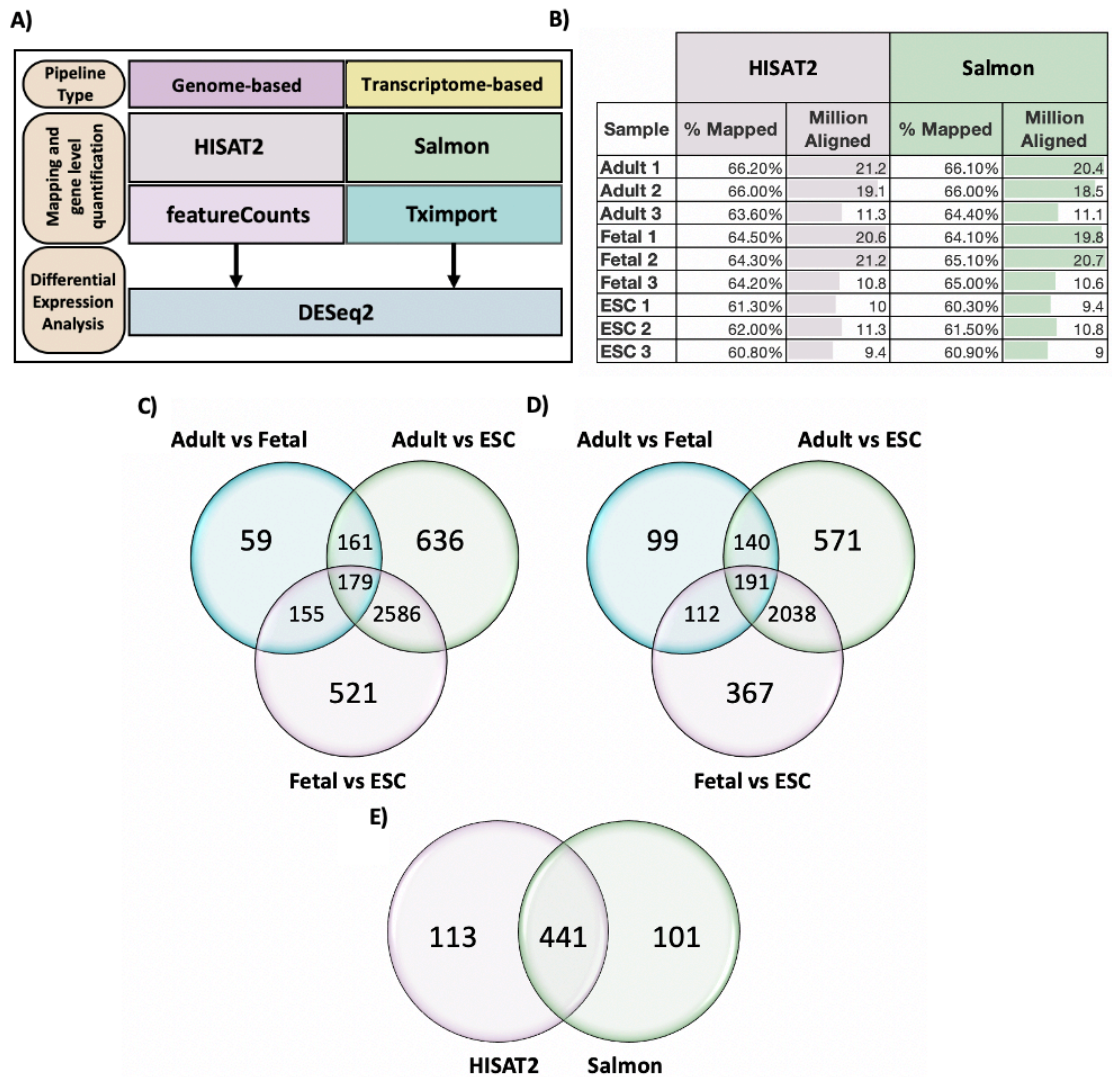 A)
Pipeline
Type
Genome-based
Transcriptome-based
Mapping and
gene level
quantification
HISAT2
Salmon
featureCounts
Tximport
Differential
Expression
Analysis
DESeq2
B)
HISAT2 Salmon
Sample % Mapped Million Aligned % Mapped Million Aligned
Adult 1 66.20% 21.2 66.10% 20.4
Adult 2 66.00% 19.1 66.00% 18.5
Adult 3 63.60% 11.3 64.40% 11.1
Fetal 1 64.50% 20.6 64.10% 19.8
Fetal 2 64.30% 21.2 65.10% 20.7
Fetal 3 64.20% 10.8 65.00% 10.6
ESC 1 61.30% 10 60.30% 9.4
ESC 2 62.00% 11.3 61.50% 10.8
ESC 3 60.80% 9.4 60.90% 9
C)
Adult vs Fetal
Adult vs ESC
59
161
636
179
155
2586
521
Fetal vs ESC
D)
Adult vs Fetal
Adult vs ESC
99
140
571
191
112
2038
367
Fetal vs ESC
E)
113
441
101
HISAT2
Salmon